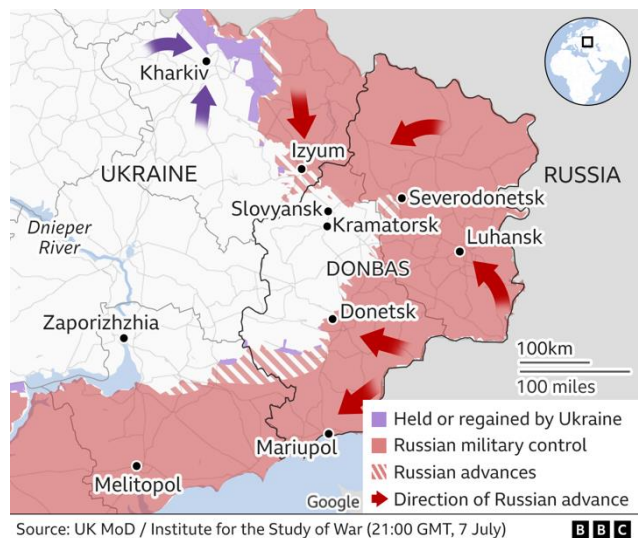 Kharkiv
Izyum
UKRAINE
RUSSIA
Severodonetsk
Slovyansk
Kramatorsk
Dnieper
River
Luhansk
DONBAS
Donetsk
Zaporizhzhia
100km
100 miles
Held or regained by Ukraine
Russian military control
Mariupol
Russian advances
Melitopol
Google
Direction of Russian advance
Source: UK MoD / Institute for the Study of War (21:00 GMT, 7 July)
BBC